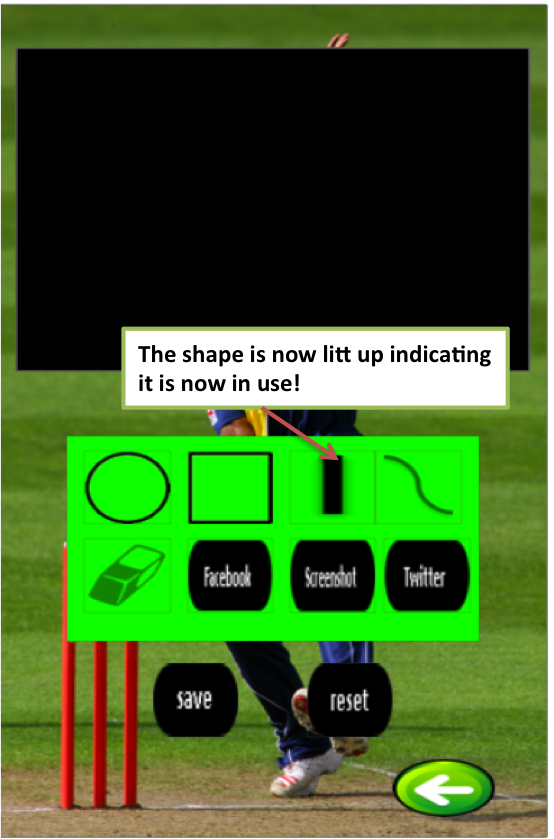 The shape is now litt up indicating
it is now in use!
Facebook
Screenshot
Twitter
save
reset